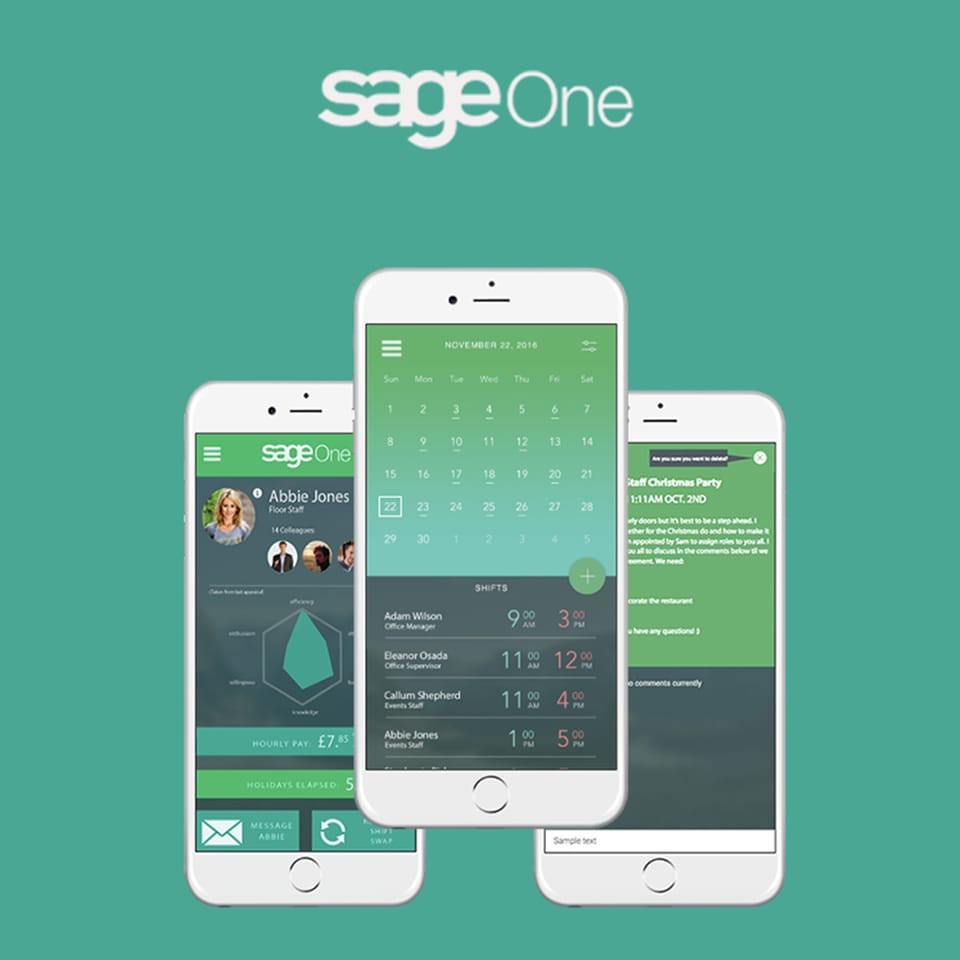 sage One
NOVEMBER 22, 2016
Sun Mon Tue Wed Thu Fri Sat
1 2 3 4 5 6 7
8 9 10 11 12 13 14
15 16 17 18 19 20 21
22 23 24 25 26 27 28
29 30 1 2 3 4 5
+
SHIFTS
Adam Wilson 9 00 AM 3 00 PM
Office Manager
Eleanor Osada 11 00 AM 12 00 PM
Office Supervisor
Callum Shepherd 11 00 AM 4 00 PM
Events Staff
Abbie Jones 1 00 PM 5 00 PM
Events Staff
sage One
Abbie Jones
Floor Staff
14 Colleagues:
(Taken from last appraisal)
efficiency
enthusiasm
willingness
knowledge
HOURLY PAY: £7.85
HOLIDAYS ELAPSED: 5
MESSAGE
ABBIE
SHIFT
SWAP
Are you sure you want to delete?
Staff Christmas Party
11:11AM OCT. 2ND
rly doors but it's best to be a step ahead. I
ether for the Christmas do and how to make it
n appointed by Sam to assign roles to you all. I
ou all to discuss in the comments below til we
eement. We need:
corate the restaurant
u have any questions! :)
o comments currently
Sample text